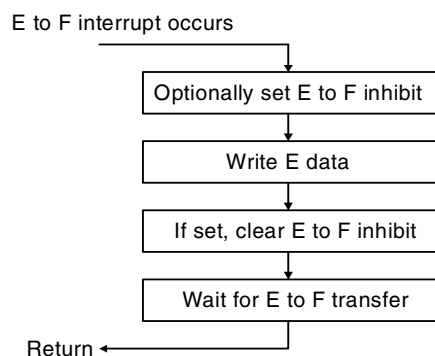 E to F interrupt occurs
Optionally set E to F inhibit
Write E data
If set, clear E to F inhibit
Wait for E to F transfer
Return